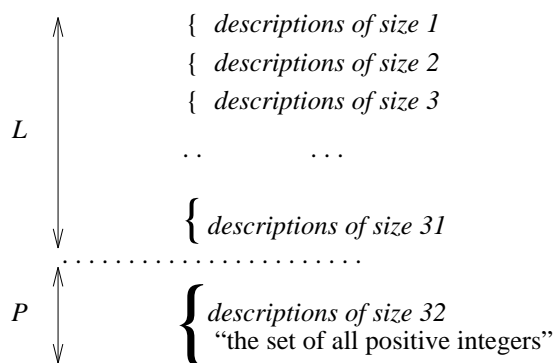 { descriptions of size 1
{ descriptions of size 2
{ descriptions of size 3
L
. . . . .
{ descriptions of size 31
. . . . . . . . . . . . . . . . . . . . . . .
P
{ descriptions of size 32
“the set of all positive integers”